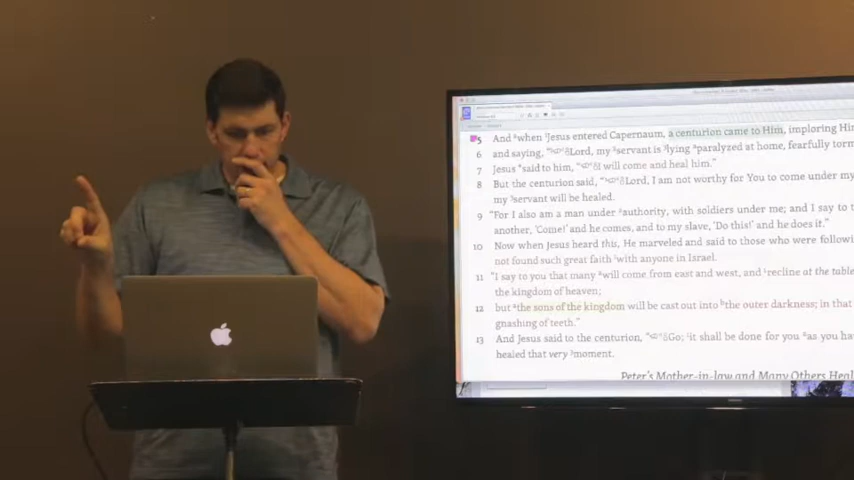 5 And when Jesus entered Capernaum, a centurion came to Him, imploring Him
6 and saying, "Lord, my servant is lying paralyzed at home, fearfully torm
7 Jesus said to him, "I will come and heal him."
8 But the centurion said, "Lord, I am not worthy for You to come under my
my servant will be healed.
9 "For I also am a man under authority, with soldiers under me; and I say to t
another, 'Come!' and he comes, and to my slave, 'Do this!' and he does it."
10 Now when Jesus heard this, He marveled and said to those who were followi
not found such great faith with anyone in Israel.
11 "I say to you that many will come from east and west, and recline at the table
the kingdom of heaven;
12 but the sons of the kingdom will be cast out into the outer darkness; in that
gnashing of teeth."
13 And Jesus said to the centurion, "Go; it shall be done for you as you hav
healed that very moment.
Peter's Mother-in-law and Many Others Heale